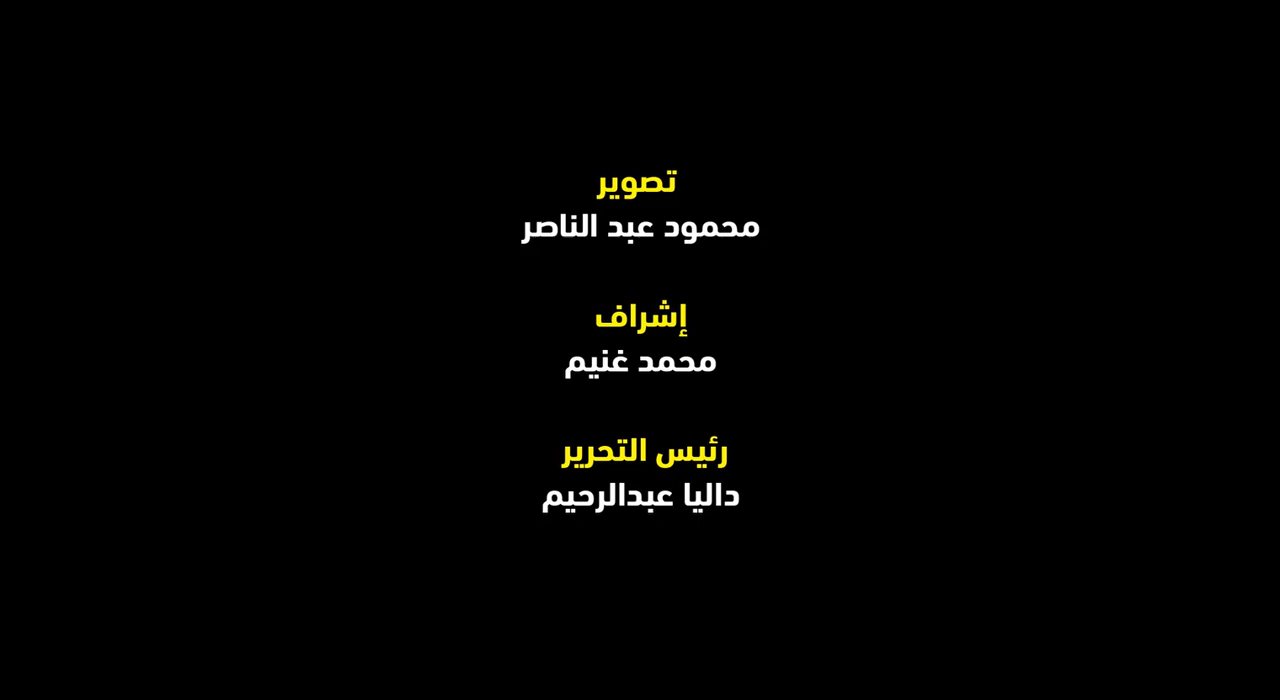 تصوير
محمود عبد الناصر
إشراف
محمد غنيم
رئيس التحرير
داليا عبدالرحيم